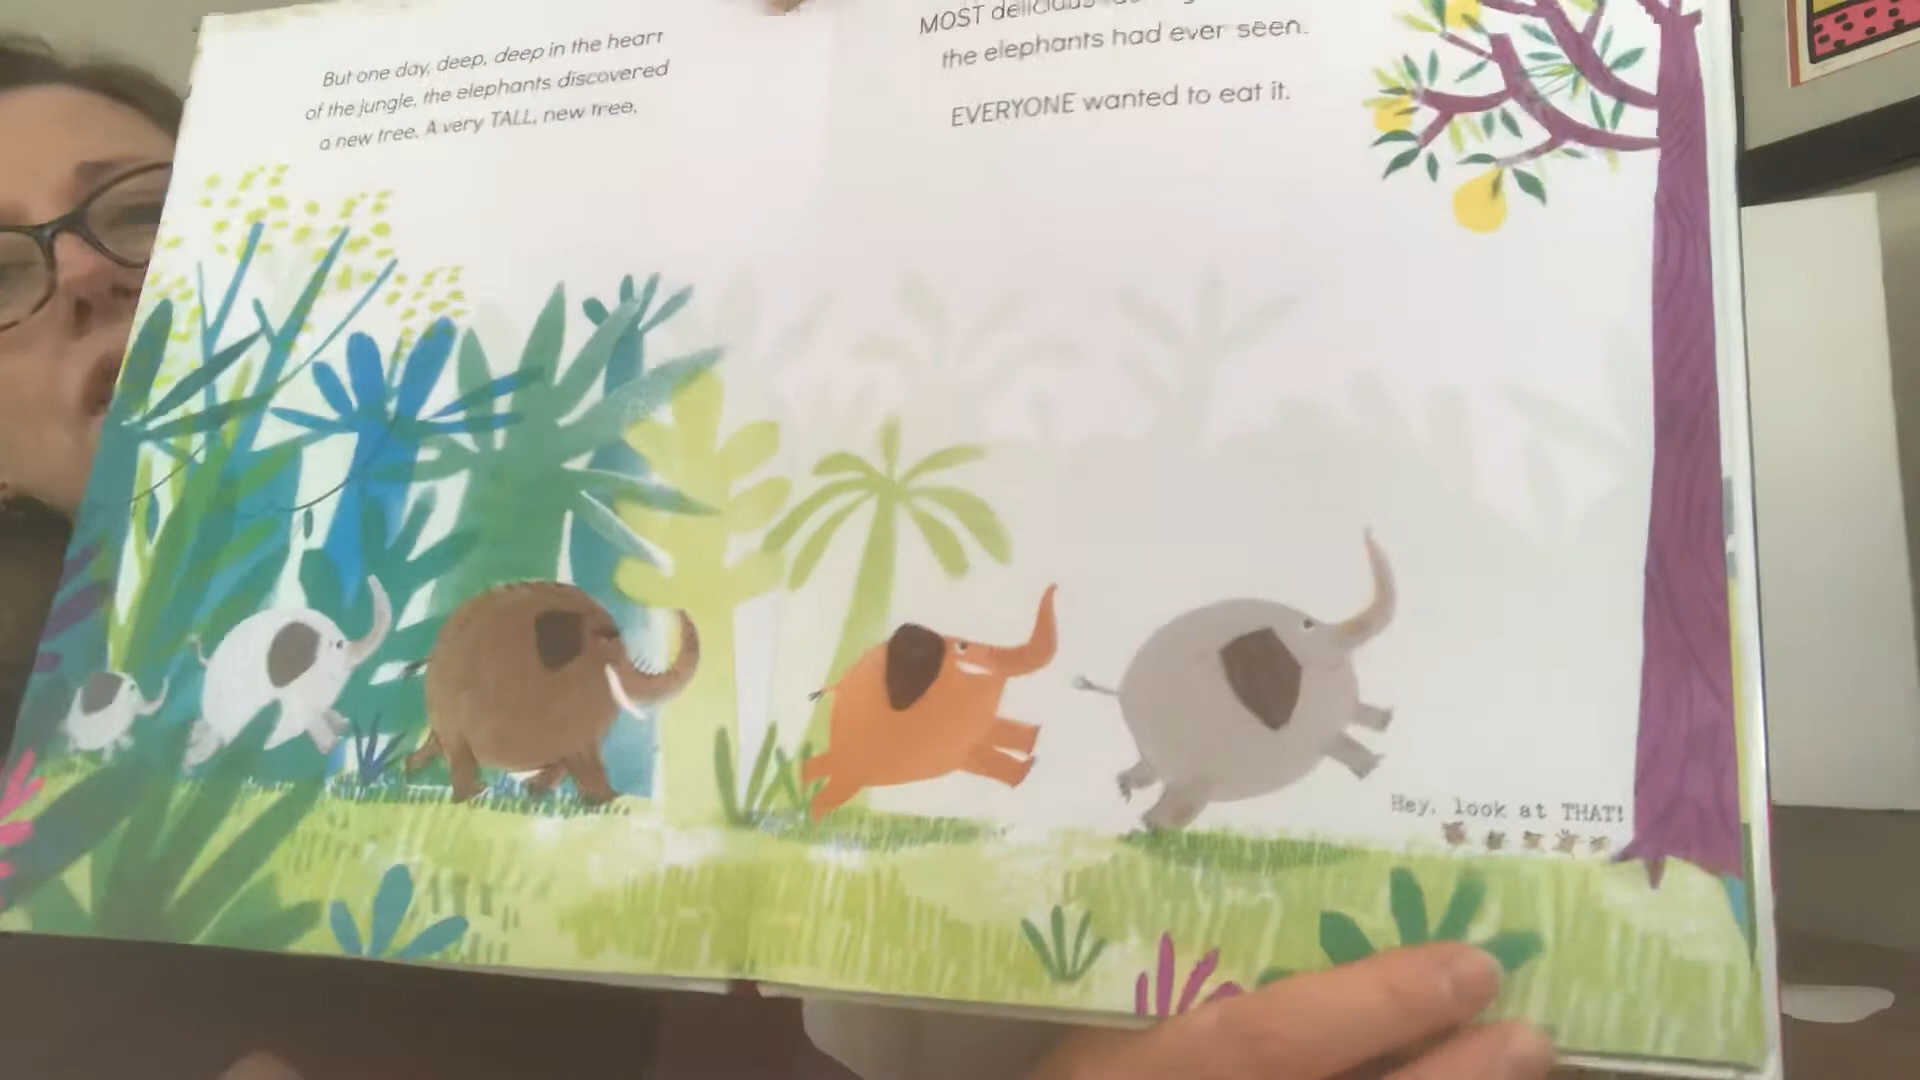 But one day, deep, deep in the heart
of the jungle, the elephants discovered
a new tree. A very TALL, new tree.
MOST delicious
the elephants had ever seen.
EVERYONE wanted to eat it.
Hey, look at THAT!